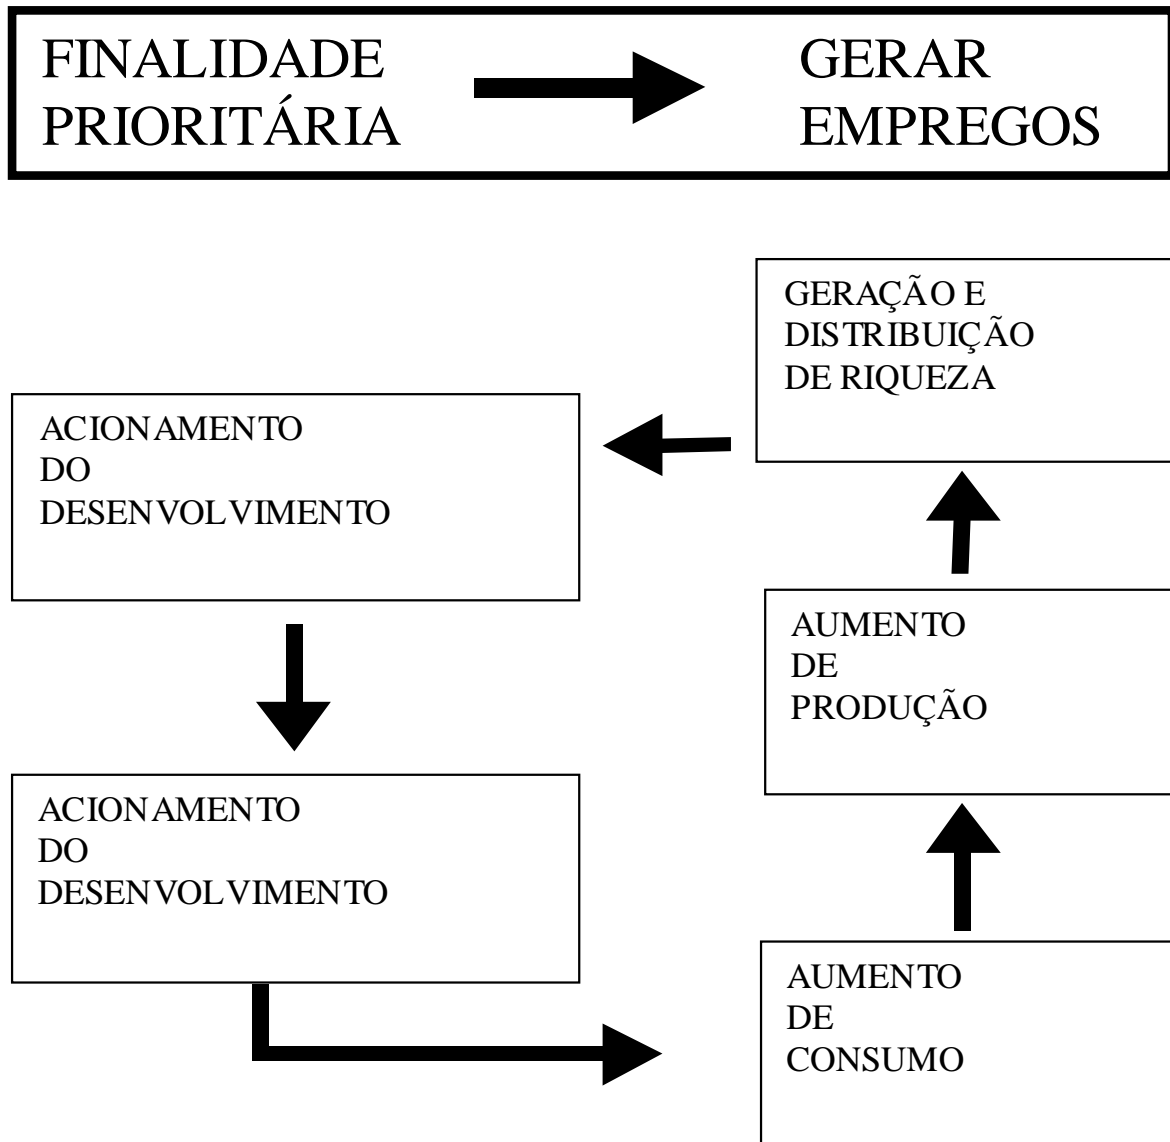 FINALIDADE
PRIORITÁRIA
GERAR
EMPREGOS
GERAÇÃO E
DISTRIBUIÇÃO
DE RIQUEZA
ACIONAMENTO
DO
DESENVOLVIMENTO
AUMENTO
DE
PRODUÇÃO
ACIONAMENTO
DO
DESENVOLVIMENTO
AUMENTO
DE
CONSUMO